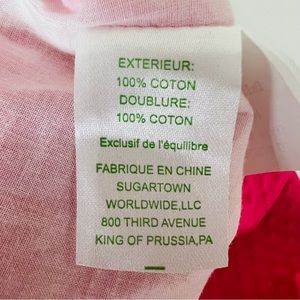 EXTERIEUR:
100% COTON
DOUBLURE:
100% COTON
Exclusif de l'équilibre
FABRIQUE EN CHINE
SUGARTOWN
WORLDWIDE,LLC
800 THIRD AVENUE
KING OF PRUSSIA,PA